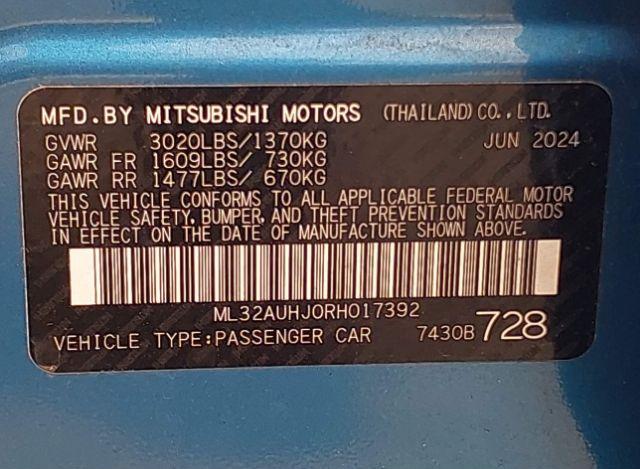 MFD.BY MITSUBISHI MOTORS (THAILAND)CO.,LTD.
GVWR 3020LBS/1370KG JUN 2024
GAWR FR 1609LBS/ 730KG
GAWR RR 1477LBS/ 670KG
THIS VEHICLE CONFORMS TO ALL APPLICABLE FEDERAL MOTOR
VEHICLE SAFETY, BUMPER, AND THEFT PREVENTION STANDARDS
IN EFFECT ON THE DATE OF MANUFACTURE SHOWN ABOVE.
ML32AUHJ0RH017392
VEHICLE TYPE:PASSENGER CAR 7430B 728